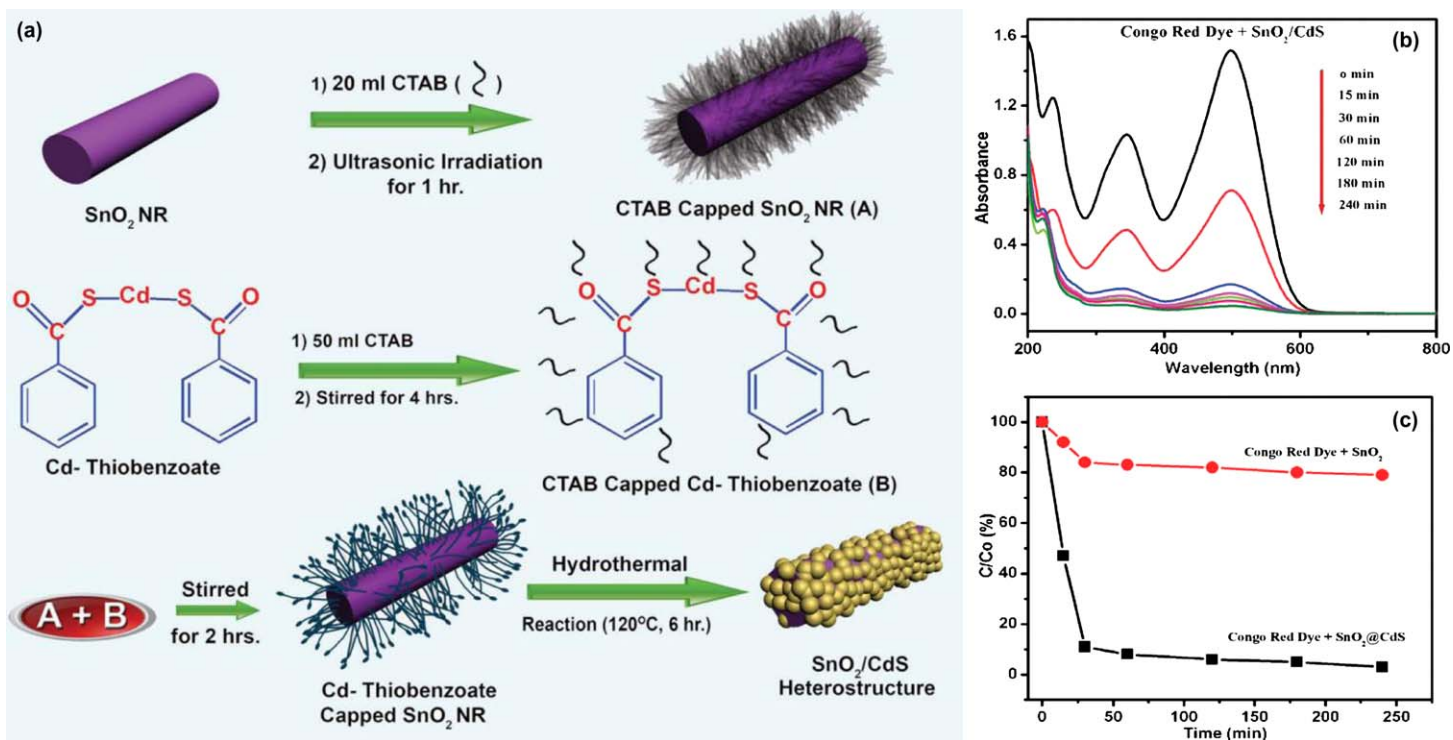 (a)
1) 20 ml CTAB ( )
2) Ultrasonic Irradiation
for 1 hr.
SnO₂ NR
CTAB Capped SnO₂ NR (A)
O
S
Cd
S
O
C
C
Cd- Thiobenzoate
1) 50 ml CTAB
2) Stirred for 4 hrs.
O
S
Cd
S
O
C
C
CTAB Capped Cd- Thiobenzoate (B)
A + B
Stirred
for 2 hrs.
Cd- Thiobenzoate
Capped SnO₂ NR
Hydrothermal
Reaction (120°C, 6 hr.)
SnO₂/CdS
Heterostructure
(b)
Congo Red Dye + SnO₂/CdS
0 min
15 min
30 min
60 min
120 min
180 min
240 min
Absorbance
1.6
1.2
0.8
0.4
0.0
200
400
600
800
Wavelength (nm)
(c)
Congo Red Dye + SnO₂
Congo Red Dye + SnO₂@CdS
C/Co (%)
100
80
60
40
20
0
0
50
100
150
200
250
Time (min)